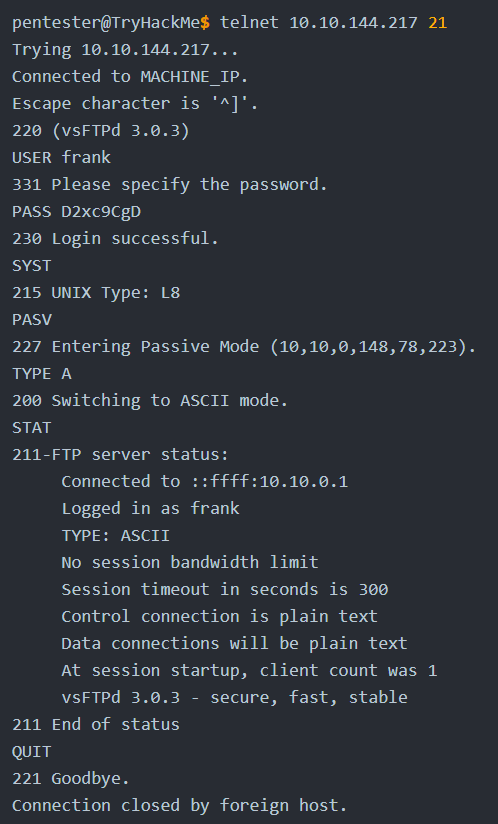 pentester@TryHackMe$ telnet 10.10.144.217 21
Trying 10.10.144.217...
Connected to MACHINE_IP.
Escape character is '^]'.
220 (vsFTPd 3.0.3)
USER frank
331 Please specify the password.
PASS D2xc9CgD
230 Login successful.
SYST
215 UNIX Type: L8
PASV
227 Entering Passive Mode (10,10,0,148,78,223).
TYPE A
200 Switching to ASCII mode.
STAT
211-FTP server status:
     Connected to ::ffff:10.10.0.1
     Logged in as frank
     TYPE: ASCII
     No session bandwidth limit
     Session timeout in seconds is 300
     Control connection is plain text
     Data connections will be plain text
     At session startup, client count was 1
     vsFTPd 3.0.3 - secure, fast, stable
211 End of status
QUIT
221 Goodbye.
Connection closed by foreign host.